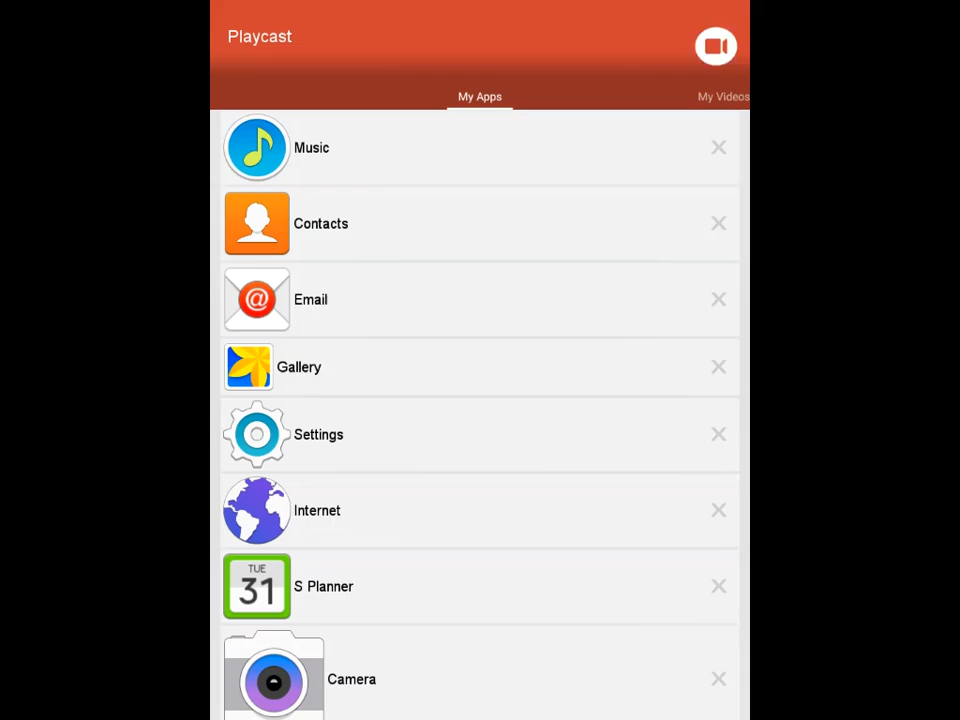 Playcast
My Apps
My Videos
Music
Contacts
@
Email
Gallery
Settings
Internet
TUE
31
S Planner
Camera